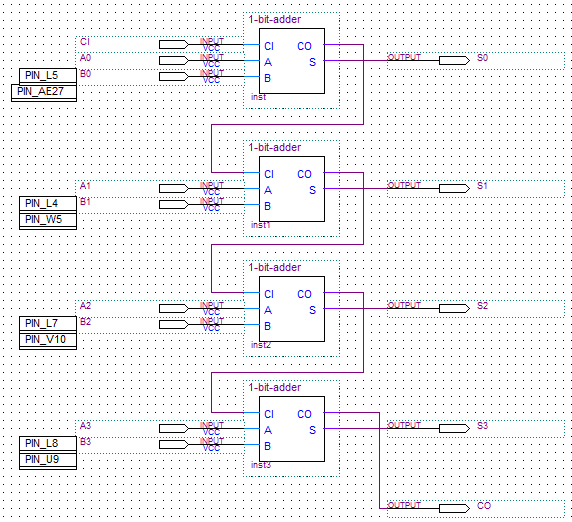 1-bit-adder
CI INPUT VCC CI CO
A0 INPUT VCC A S OUTPUT S0
B0 INPUT VCC B
PIN_L5
PIN_AE27
inst
1-bit-adder
CI CO
A1 INPUT VCC A S OUTPUT S1
B1 INPUT VCC B
PIN_L4
PIN_W5
inst1
1-bit-adder
CI CO
A2 INPUT VCC A S OUTPUT S2
B2 INPUT VCC B
PIN_L7
PIN_V10
inst2
1-bit-adder
CI CO
A3 INPUT VCC A S OUTPUT S3
B3 INPUT VCC B
PIN_L8
PIN_U9
inst3
OUTPUT CO